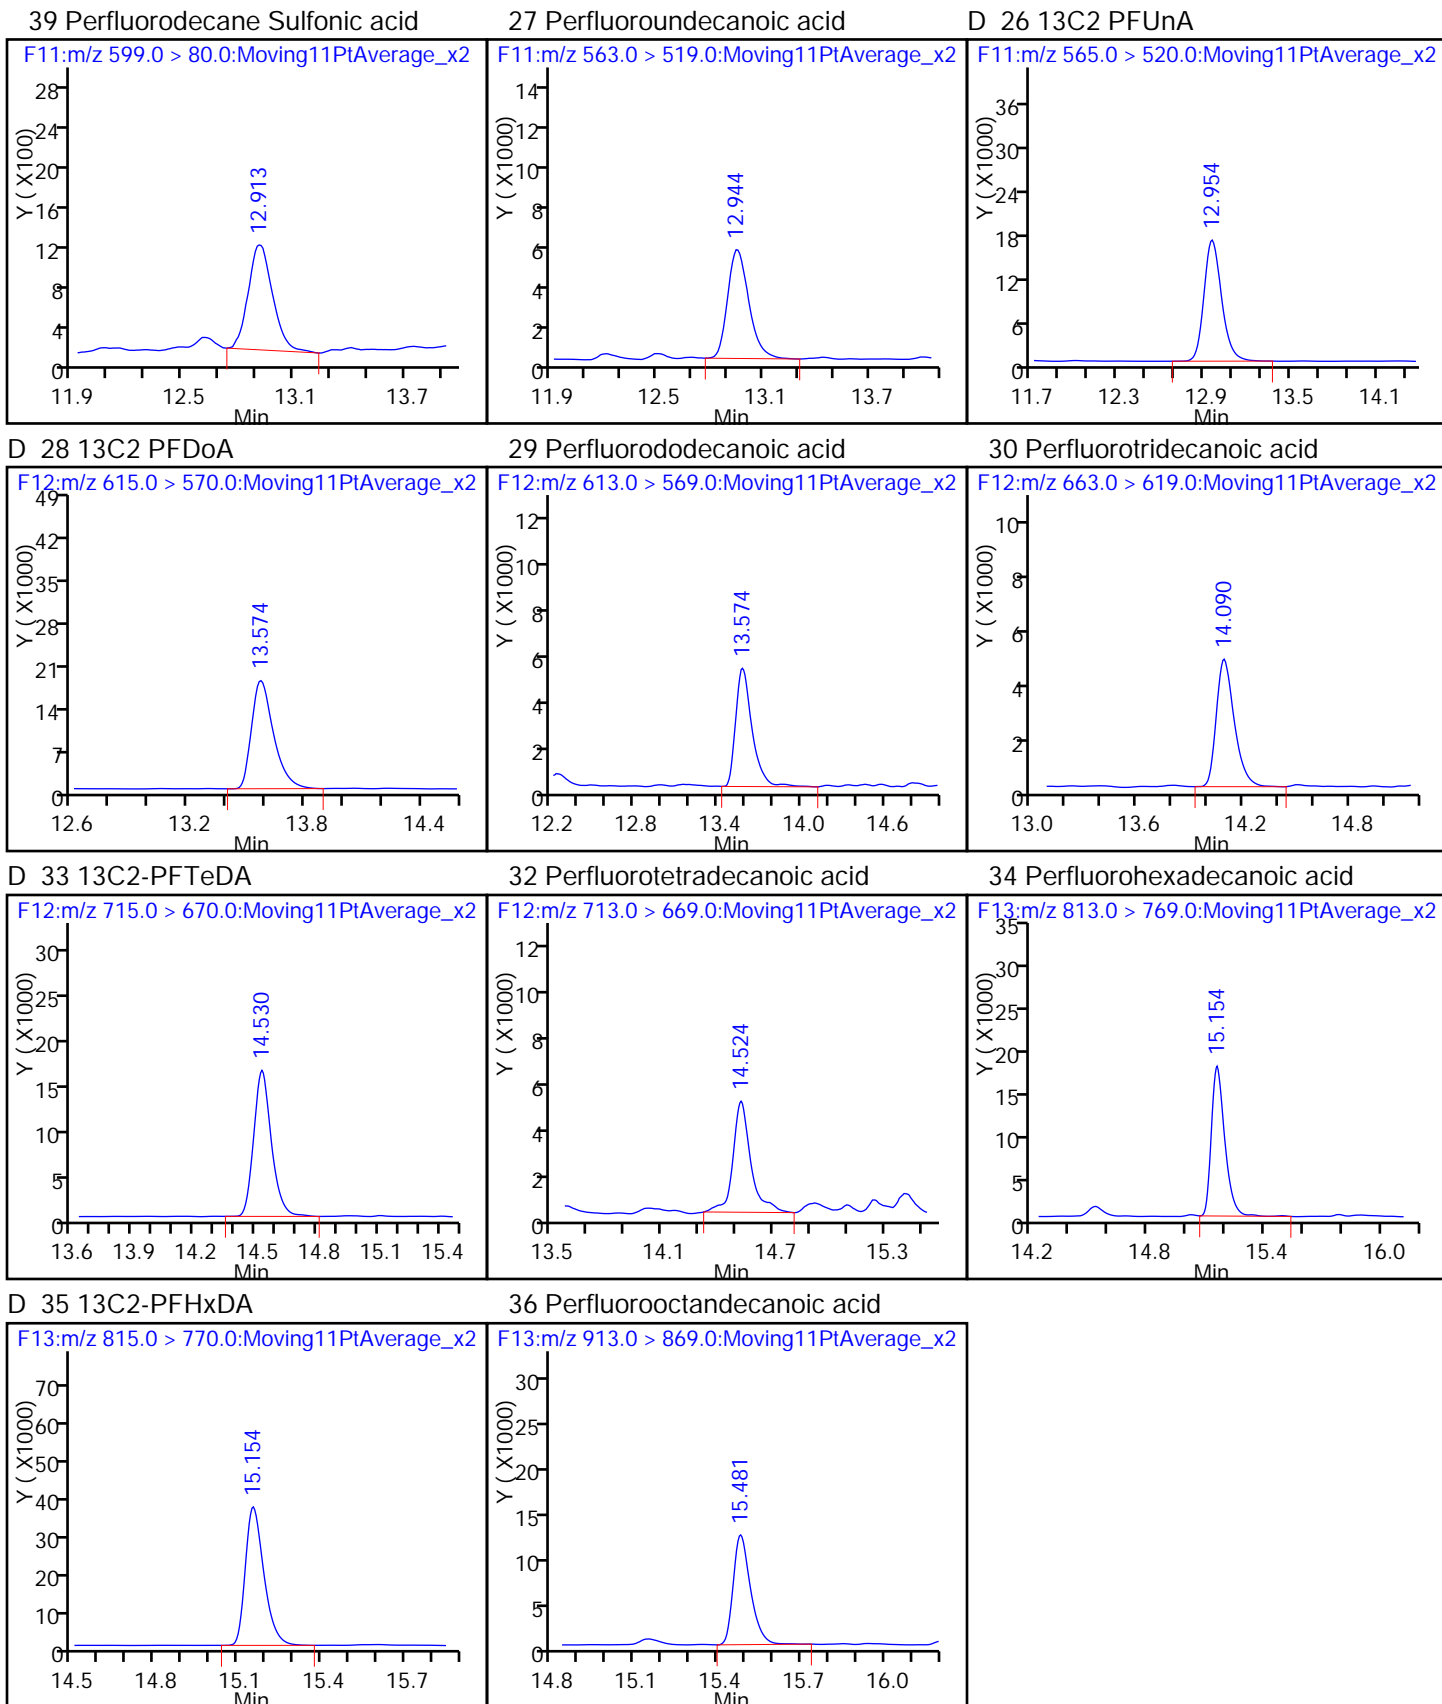 39 Perfluorodecane Sulfonic acid
F11:m/z 599.0 > 80.0:Moving11PtAverage_x2
Y ( X100)
28
24
20
16
12
8
4
0
12.913
11.9 12.5 13.1 13.7
Min
27 Perfluoroundecanoic acid
F11:m/z 563.0 > 519.0:Moving11PtAverage_x2
Y ( X1000)
14
12
10
8
6
4
2
0
12.944
11.9 12.5 13.1 13.7
Min
D 26 13C2 PFUnA
F11:m/z 565.0 > 520.0:Moving11PtAverage_x2
Y ( X1000)
36
30
24
18
12
6
0
12.954
11.7 12.3 12.9 13.5 14.1
Min
D 28 13C2 PFDoA
F12:m/z 615.0 > 570.0:Moving11PtAverage_x2
Y ( X1000)
49
42
35
28
21
14
7
0
13.574
12.6 13.2 13.8 14.4
Min
29 Perfluorododecanoic acid
F12:m/z 613.0 > 569.0:Moving11PtAverage_x2
Y ( X1000)
12
10
8
6
4
2
0
13.574
12.2 12.8 13.4 14.0 14.6
Min
30 Perfluorotridecanoic acid
F12:m/z 663.0 > 619.0:Moving11PtAverage_x2
Y ( X1000)
10
8
6
4
2
0
14.090
13.0 13.6 14.2 14.8
Min
D 33 13C2-PFTeDA
F12:m/z 715.0 > 670.0:Moving11PtAverage_x2
Y ( X1000)
30
25
20
15
10
5
0
14.530
13.6 13.9 14.2 14.5 14.8 15.1 15.4
Min
32 Perfluorotetradecanoic acid
F12:m/z 713.0 > 669.0:Moving11PtAverage_x2
Y ( X1000)
12
10
8
6
4
2
0
14.524
13.5 14.1 14.7 15.3
Min
34 Perfluorohexadecanoic acid
F13:m/z 813.0 > 769.0:Moving11PtAverage_x2
Y ( X1000)
35
30
25
20
15
10
5
0
15.154
14.2 14.8 15.4 16.0
Min
D 35 13C2-PFHxDA
F13:m/z 815.0 > 770.0:Moving11PtAverage_x2
Y ( X1000)
70
60
50
40
30
20
10
0
15.154
14.5 14.8 15.1 15.4 15.7
Min
36 Perfluorooctandecanoic acid
F13:m/z 913.0 > 869.0:Moving11PtAverage_x2
Y ( X1000)
30
25
20
15
10
5
0
15.481
14.8 15.1 15.4 15.7 16.0
Min